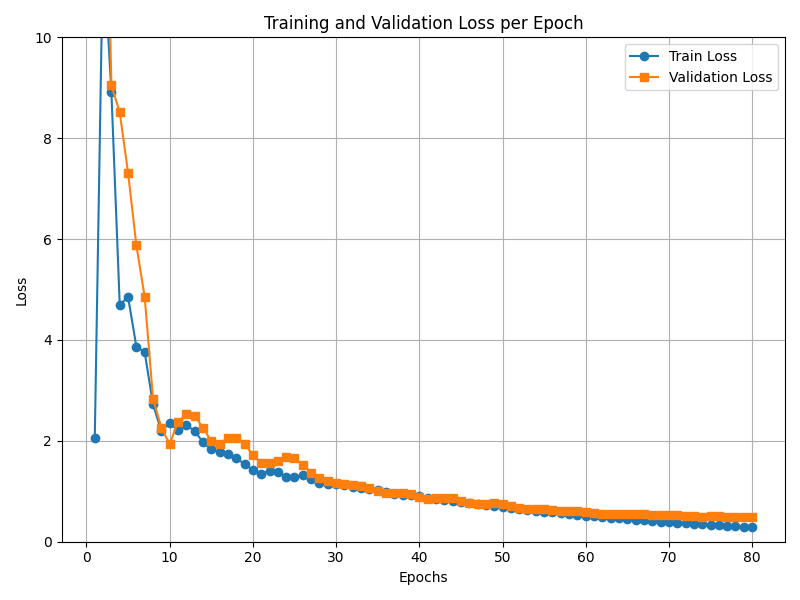 Training and Validation Loss per Epoch
Train Loss
Validation Loss
10
8
6
4
2
0
Loss
0 10 20 30 40 50 60 70 80
Epochs